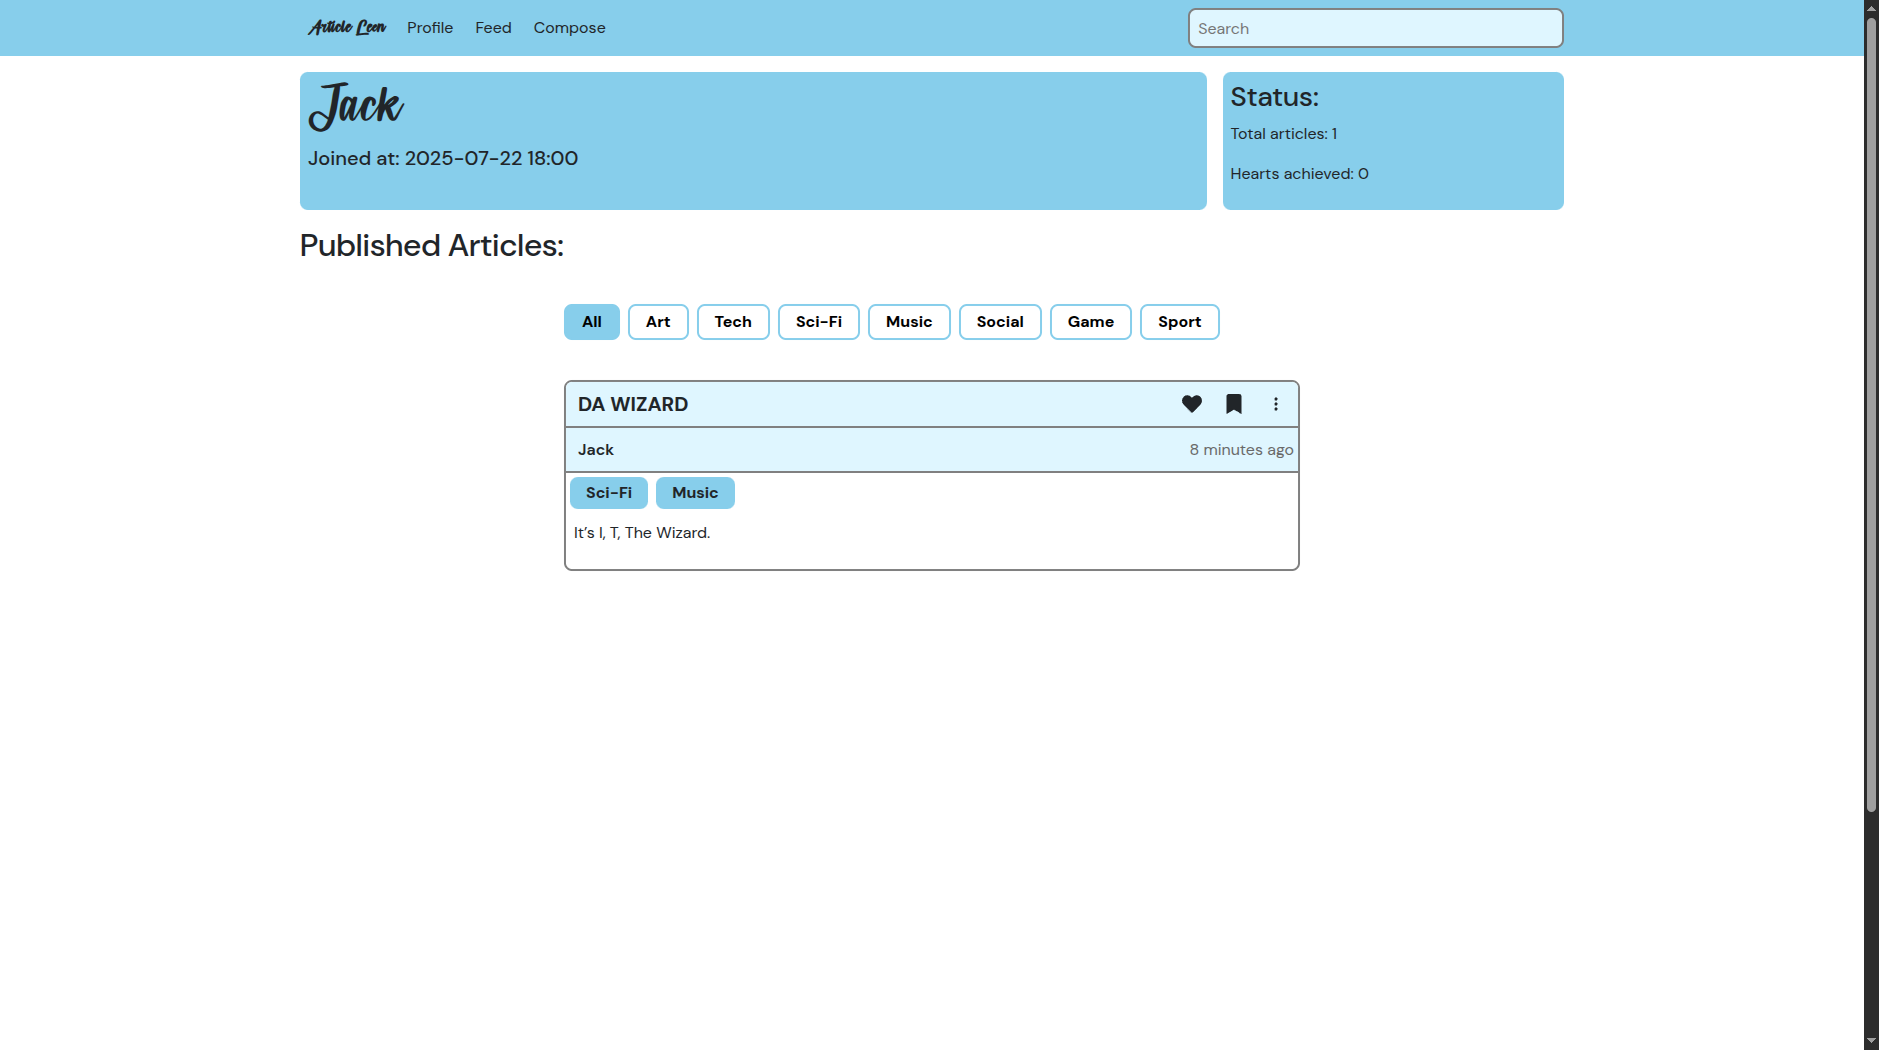 Article Leen Profile Feed Compose Search
Jack
Joined at: 2025-07-22 18:00
Status:
Total articles: 1
Hearts achieved: 0
Published Articles:
All Art Tech Sci-Fi Music Social Game Sport
DA WIZARD
Jack 8 minutes ago
Sci-Fi Music
It's I, T, The Wizard.